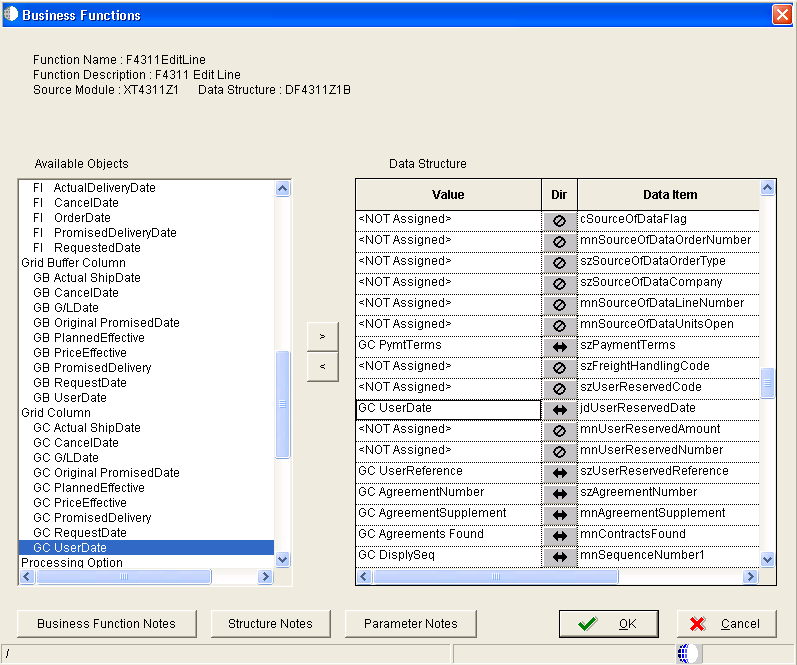 Business Functions
Function Name : F4311EditLine
Function Description : F4311 Edit Line
Source Module : XT4311Z1 Data Structure : DF4311Z1B
Available Objects
FI ActualDeliveryDate
FI CancelDate
FI OrderDate
FI PromisedDeliveryDate
FI RequestedDate
Grid Buffer Column
GB Actual ShipDate
GB CancelDate
GB G/LDate
GB Original PromisedDate
GB PlannedEffective
GB PriceEffective
GB PromisedDelivery
GB RequestDate
GB UserDate
Grid Column
GC Actual ShipDate
GC CancelDate
GC G/LDate
GC Original PromisedDate
GC PlannedEffective
GC PriceEffective
GC PromisedDelivery
GC RequestDate
GC UserDate
Processing Option
>
<
Data Structure
Value Dir Data Item
<NOT Assigned> cSourceOfDataFlag
<NOT Assigned> mnSourceOfDataOrderNumber
<NOT Assigned> szSourceOfDataOrderType
<NOT Assigned> szSourceOfDataCompany
<NOT Assigned> mnSourceOfDataLineNumber
<NOT Assigned> mnSourceOfDataUnitsOpen
GC PymtTerms szPaymentTerms
<NOT Assigned> szFreightHandlingCode
<NOT Assigned> szUserReservedCode
GC UserDate jdUserReservedDate
<NOT Assigned> mnUserReservedAmount
<NOT Assigned> mnUserReservedNumber
GC UserReference szUserReservedReference
GC AgreementNumber szAgreementNumber
GC AgreementSupplement mnAgreementSupplement
GC Agreements Found mnContractsFound
GC DisplySeq mnSequenceNumber1
Business Function Notes Structure Notes Parameter Notes OK Cancel
/